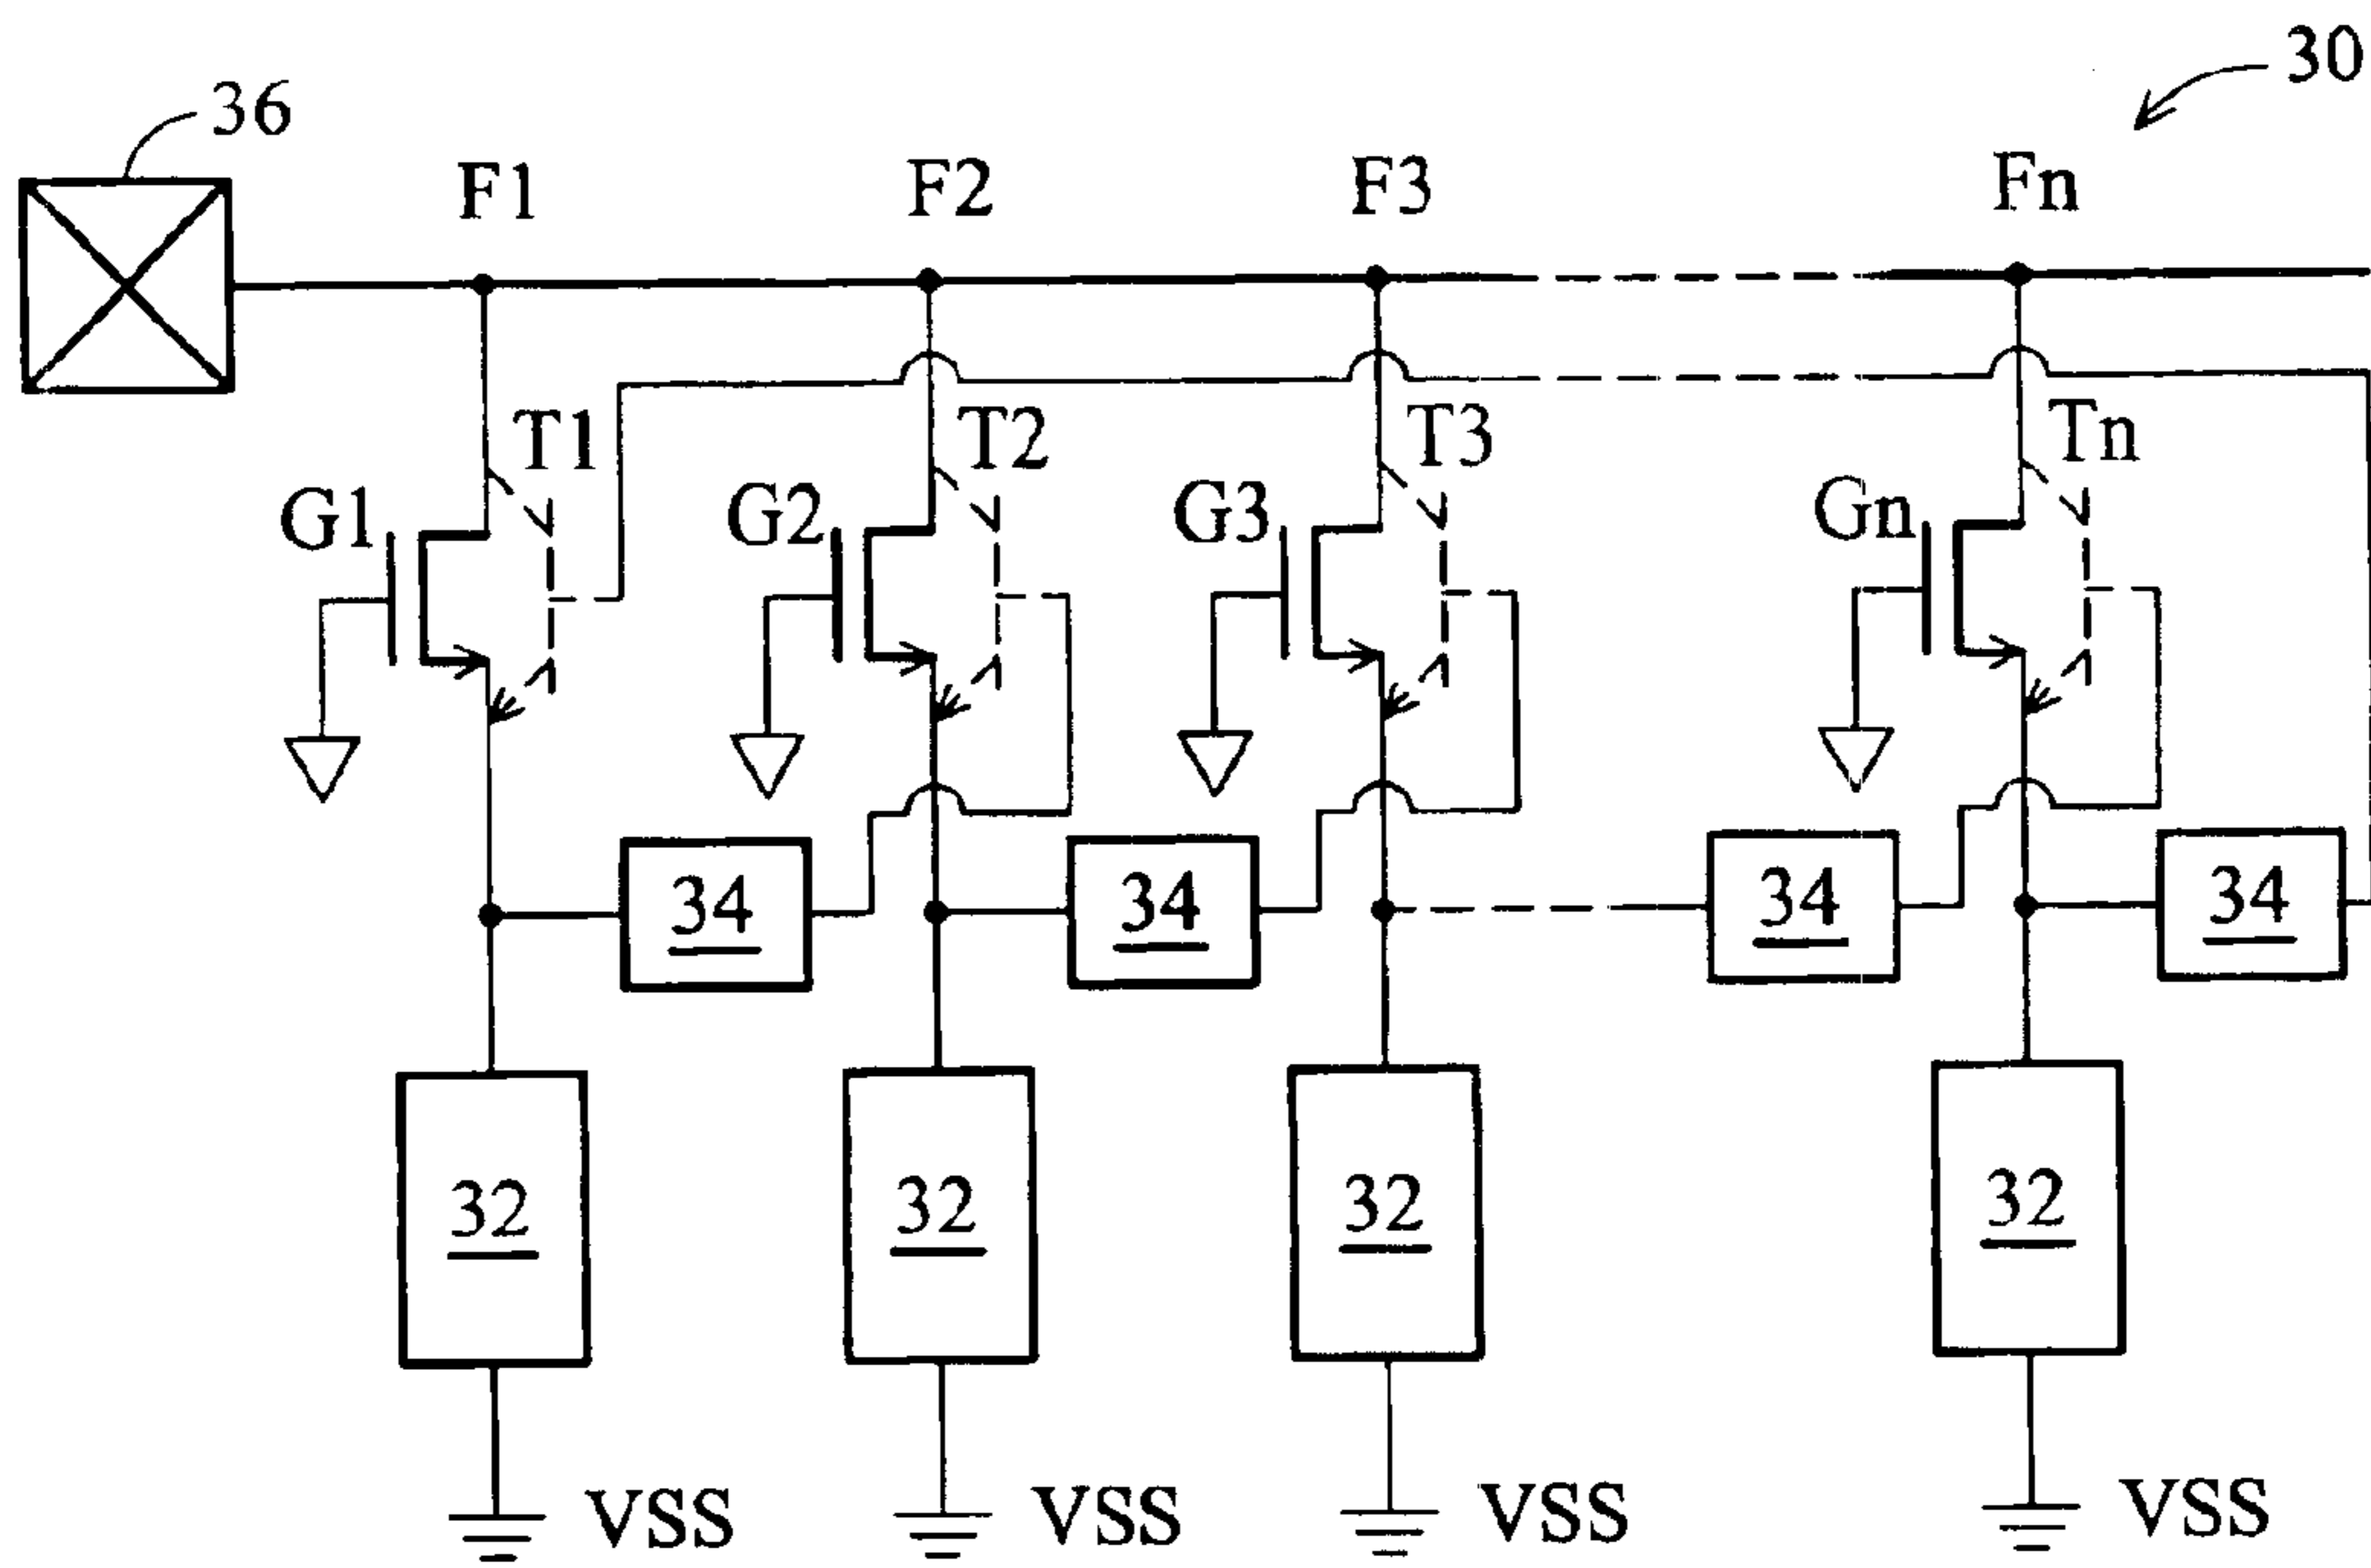 30
36
F1 F2 F3 Fn
T1 T2 T3 Tn
G1 G2 G3 Gn
34 34 34 34
32 32 32 32
VSS VSS VSS VSS